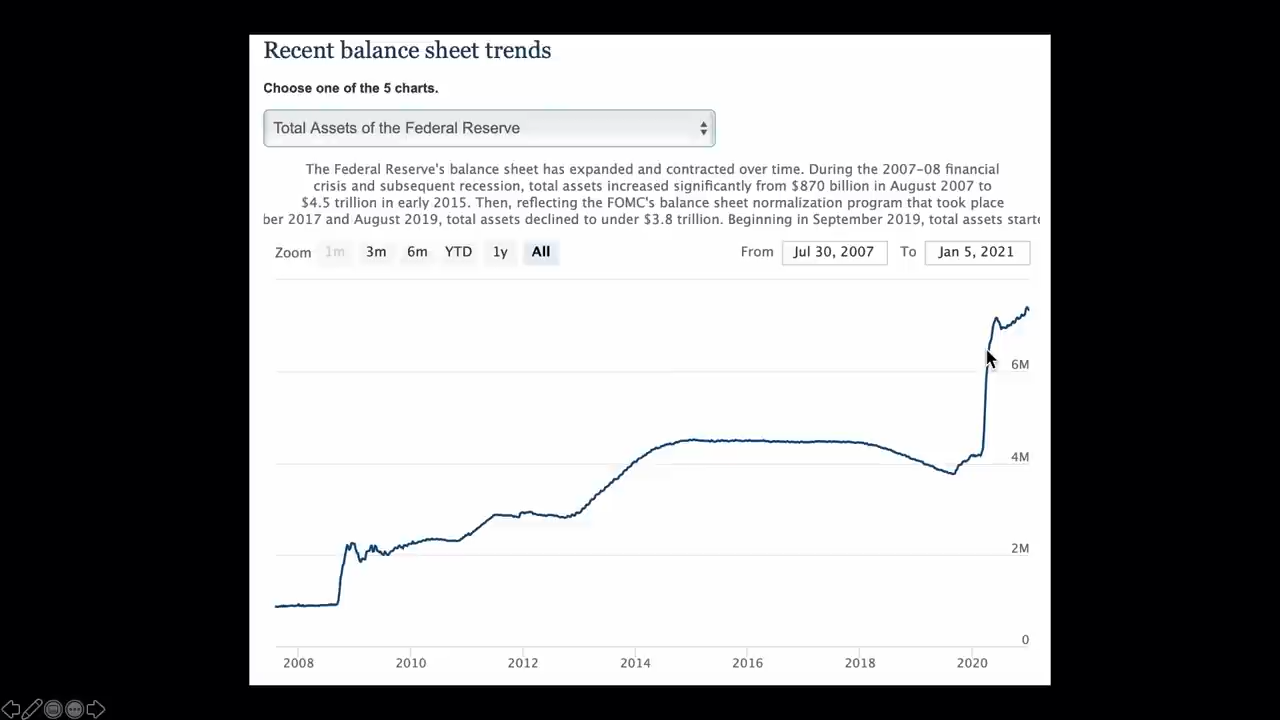 Recent balance sheet trends
Choose one of the 5 charts.
Total Assets of the Federal Reserve
The Federal Reserve's balance sheet has expanded and contracted over time. During the 2007-08 financial
crisis and subsequent recession, total assets increased significantly from $870 billion in August 2007 to
$4.5 trillion in early 2015. Then, reflecting the FOMC's balance sheet normalization program that took place
ber 2017 and August 2019, total assets declined to under $3.8 trillion. Beginning in September 2019, total assets starte
Zoom 1m 3m 6m YTD 1y All From Jul 30, 2007 To Jan 5, 2021
6M
4M
2M
0
2008 2010 2012 2014 2016 2018 2020